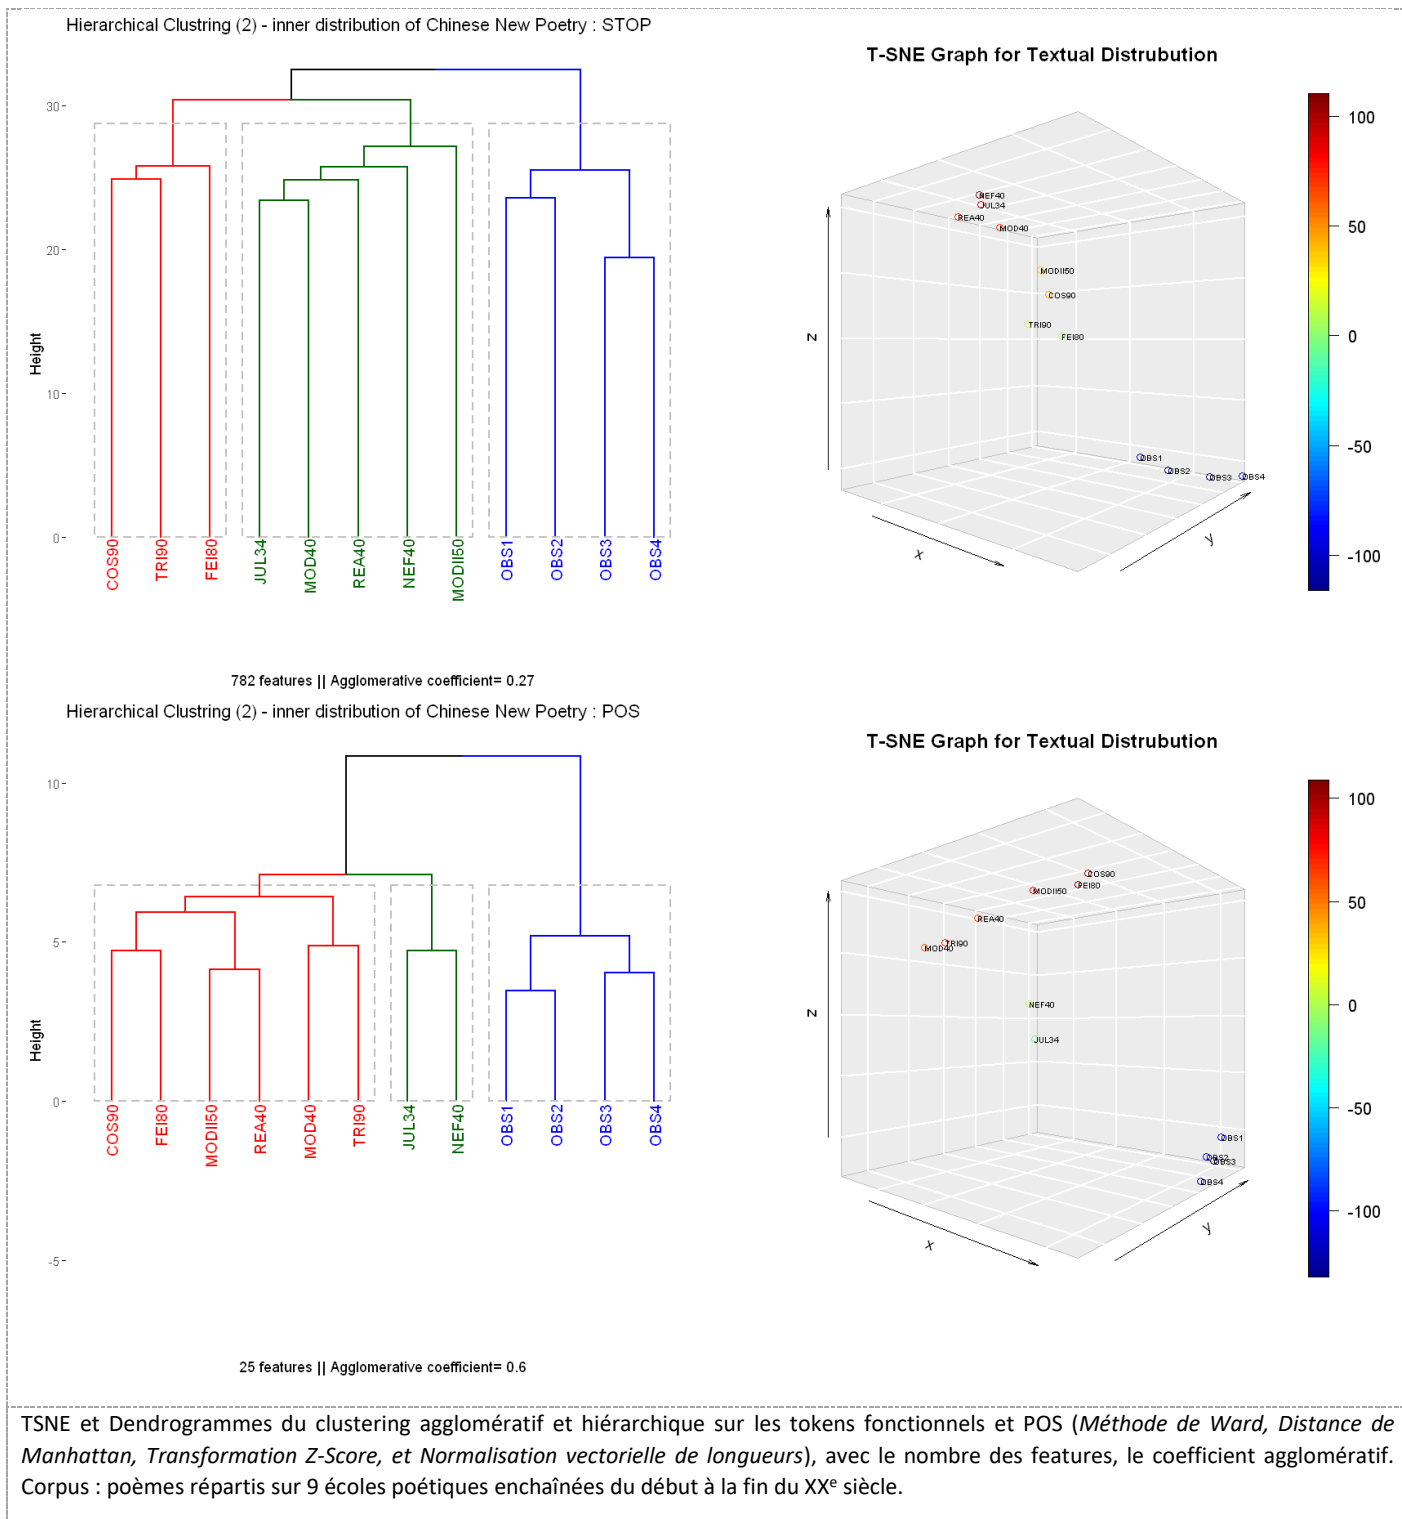 Hierarchical Clustring (2) - inner distribution of Chinese New Poetry : STOP
Height
30
20
10
0
COS90
TRI90
FEI80
JUL34
MOD40
REA40
NEF40
MODII50
OBS1
OBS2
OBS3
OBS4
782 features || Agglomerative coefficient= 0.27
T-SNE Graph for Textual Distrubution
NEF40
JUL34
REA40
MOD40
MODII50
COS90
TRI90
FEI80
OBS1
OBS2
OBS3
OBS4
z
x
y
100
50
0
-50
-100
Hierarchical Clustring (2) - inner distribution of Chinese New Poetry : POS
Height
10
5
0
-5
COS90
FEI80
MODII50
REA40
MOD40
TRI90
JUL34
NEF40
OBS1
OBS2
OBS3
OBS4
25 features || Agglomerative coefficient= 0.6
T-SNE Graph for Textual Distrubution
COS90
FEI80
MODII50
REA40
TRI90
MOD40
NEF40
JUL34
OBS1
OBS2
OBS3
OBS4
z
x
y
100
50
0
-50
-100
TSNE et Dendrogrammes du clustering agglomératif et hiérarchique sur les tokens fonctionnels et POS (Méthode de Ward, Distance de
Manhattan, Transformation Z-Score, et Normalisation vectorielle de longueurs), avec le nombre des features, le coefficient agglomératif.
Corpus : poèmes répartis sur 9 écoles poétiques enchaînées du début à la fin du XXe siècle.